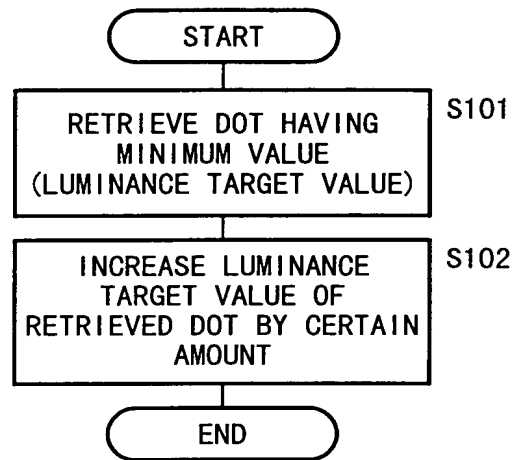 START
S101
RETRIEVE DOT HAVING
MINIMUM VALUE
(LUMINANCE TARGET VALUE)
S102
INCREASE LUMINANCE
TARGET VALUE OF
RETRIEVED DOT BY CERTAIN
AMOUNT
END